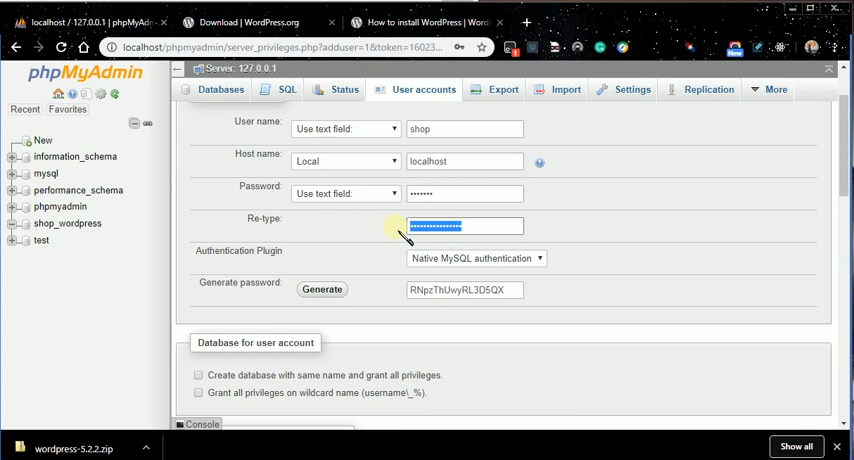 localhost / 127.0.0.1 | phpMyAdm
Download | WordPress.org
How to install WordPress | Word
localhost/phpmyadmin/server_privileges.php?adduser=1&token=16023...
New
phpMyAdmin
Recent
Favorites
New
information_schema
mysql
performance_schema
phpmyadmin
shop_wordpress
test
Server: 127.0.0.1
Databases
SQL
Status
User accounts
Export
Import
Settings
Replication
More
User name:
Use text field:
shop
Host name:
Local
localhost
Password:
Use text field:
•••••••
Re-type:
••••••••••••••••
Authentication Plugin
Native MySQL authentication
Generate password:
Generate
RNpzThUwyRL3D5QX
Database for user account
Create database with same name and grant all privileges.
Grant all privileges on wildcard name (username\_%).
Console
wordpress-5.2.2.zip
Show all